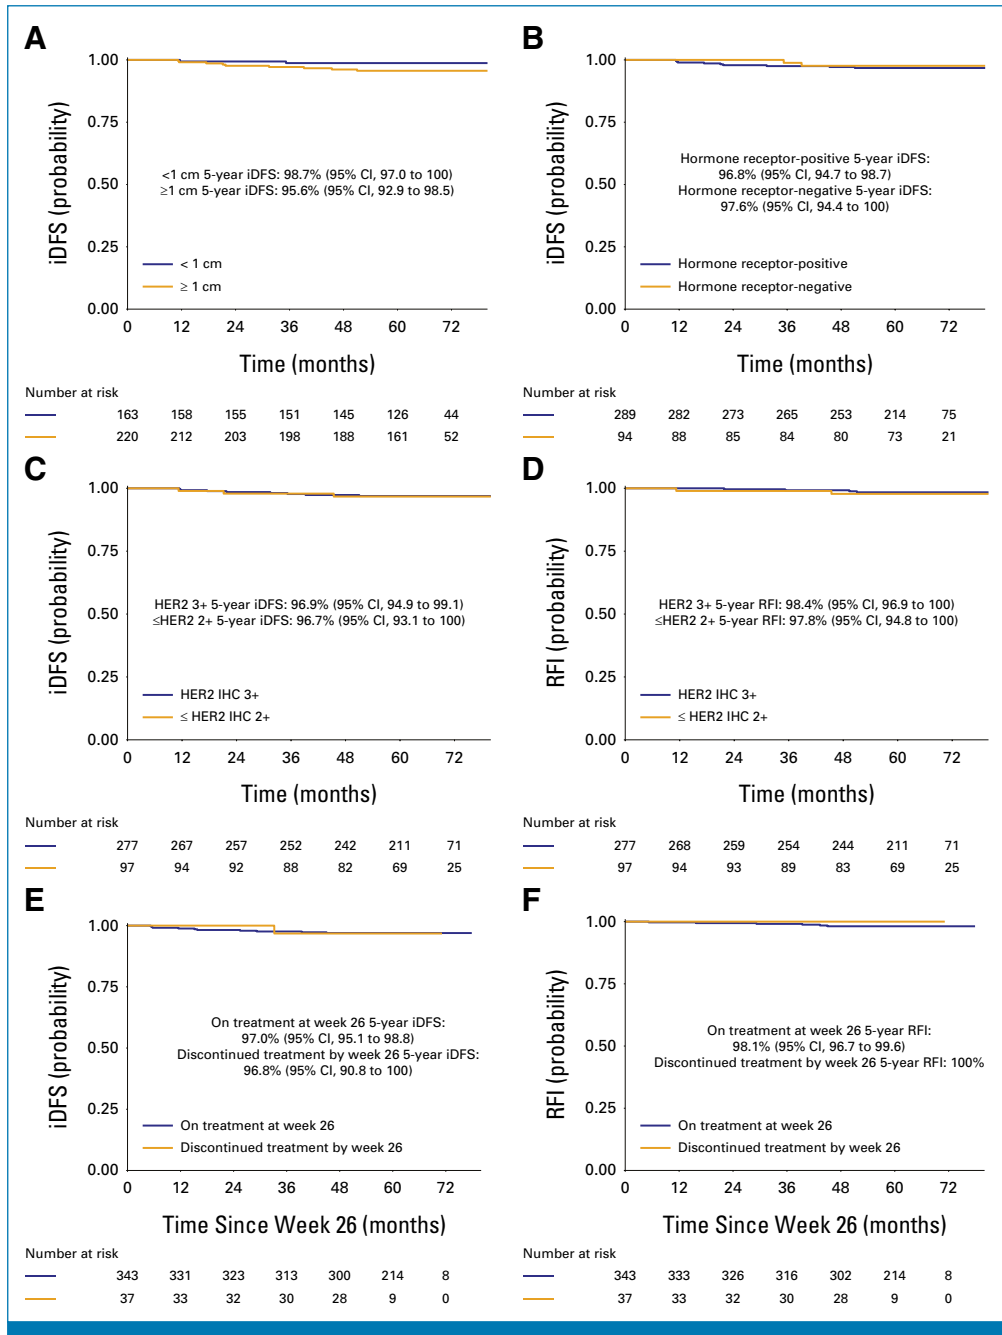 A
iDFS (probability)
1.00
0.75
0.50
0.25
0.00
<1 cm 5-year iDFS: 98.7% (95% CI, 97.0 to 100)
≥1 cm 5-year iDFS: 95.6% (95% CI, 92.9 to 98.5)
< 1 cm
≥ 1 cm
0 12 24 36 48 60 72
Time (months)
Number at risk
163 158 155 151 145 126 44
220 212 203 198 188 161 52
B
iDFS (probability)
1.00
0.75
0.50
0.25
0.00
Hormone receptor-positive 5-year iDFS:
96.8% (95% CI, 94.7 to 98.7)
Hormone receptor-negative 5-year iDFS:
97.6% (95% CI, 94.4 to 100)
Hormone receptor-positive
Hormone receptor-negative
0 12 24 36 48 60 72
Time (months)
Number at risk
289 282 273 265 253 214 75
94 88 85 84 80 73 21
C
iDFS (probability)
1.00
0.75
0.50
0.25
0.00
HER2 3+ 5-year iDFS: 96.9% (95% CI, 94.9 to 99.1)
≤HER2 2+ 5-year iDFS: 96.7% (95% CI, 93.1 to 100)
HER2 IHC 3+
≤ HER2 IHC 2+
0 12 24 36 48 60 72
Time (months)
Number at risk
277 267 257 252 242 211 71
97 94 92 88 82 69 25
D
RFI (probability)
1.00
0.75
0.50
0.25
0.00
HER2 3+ 5-year RFI: 98.4% (95% CI, 96.9 to 100)
≤HER2 2+ 5-year RFI: 97.8% (95% CI, 94.8 to 100)
HER2 IHC 3+
≤ HER2 IHC 2+
0 12 24 36 48 60 72
Time (months)
Number at risk
277 268 259 254 244 211 71
97 94 93 89 83 69 25
E
iDFS (probability)
1.00
0.75
0.50
0.25
0.00
On treatment at week 26 5-year iDFS:
97.0% (95% CI, 95.1 to 98.8)
Discontinued treatment by week 26 5-year iDFS:
96.8% (95% CI, 90.8 to 100)
On treatment at week 26
Discontinued treatment by week 26
0 12 24 36 48 60 72
Time Since Week 26 (months)
Number at risk
343 331 323 313 300 214 8
37 33 32 30 28 9 0
F
RFI (probability)
1.00
0.75
0.50
0.25
0.00
On treatment at week 26 5-year RFI:
98.1% (95% CI, 96.7 to 99.6)
Discontinued treatment by week 26 5-year RFI: 100%
On treatment at week 26
Discontinued treatment by week 26
0 12 24 36 48 60 72
Time Since Week 26 (months)
Number at risk
343 333 326 316 302 214 8
37 33 32 30 28 9 0